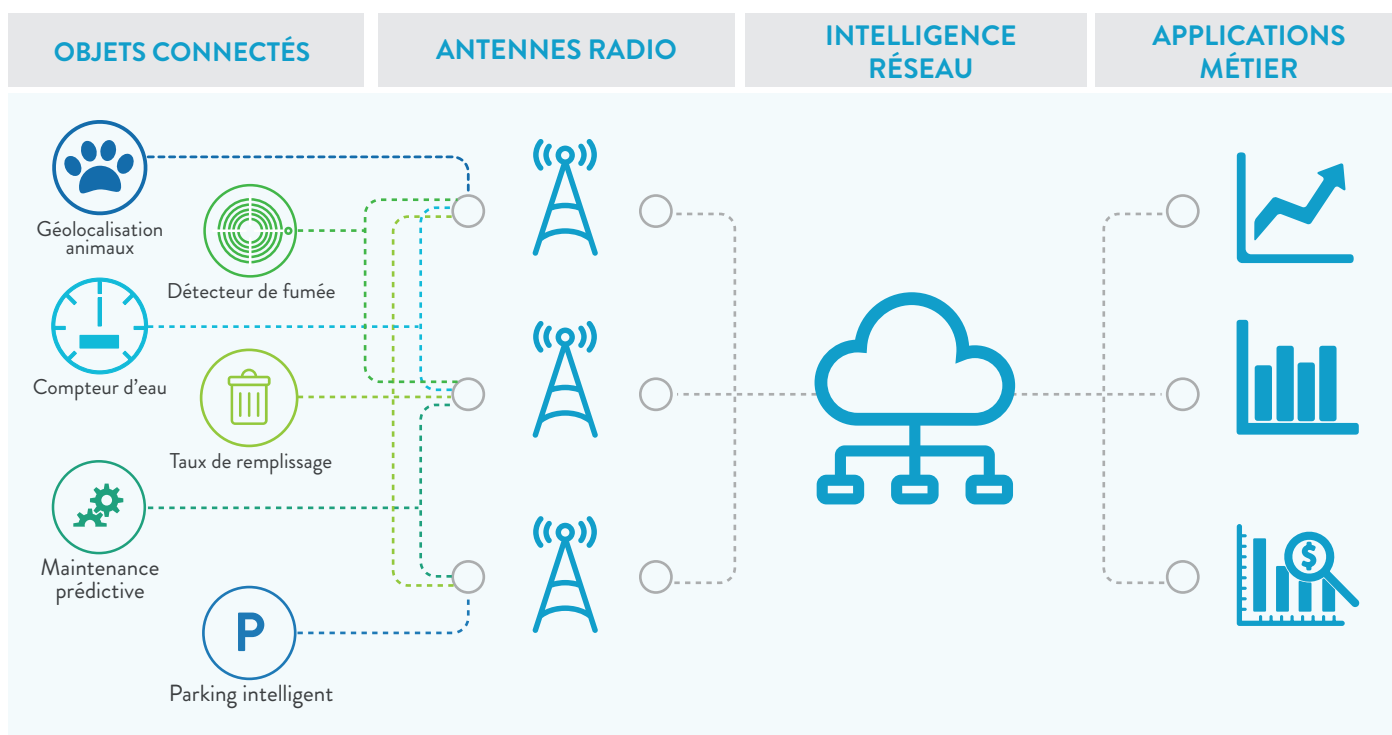 OBJETS CONNECTÉS
ANTENNES RADIO
INTELLIGENCE
RÉSEAU
APPLICATIONS
MÉTIER
Géolocalisation
animaux
Détecteur de fumée
Compteur d'eau
Taux de remplissage
Maintenance
prédictive
P
Parking intelligent
$